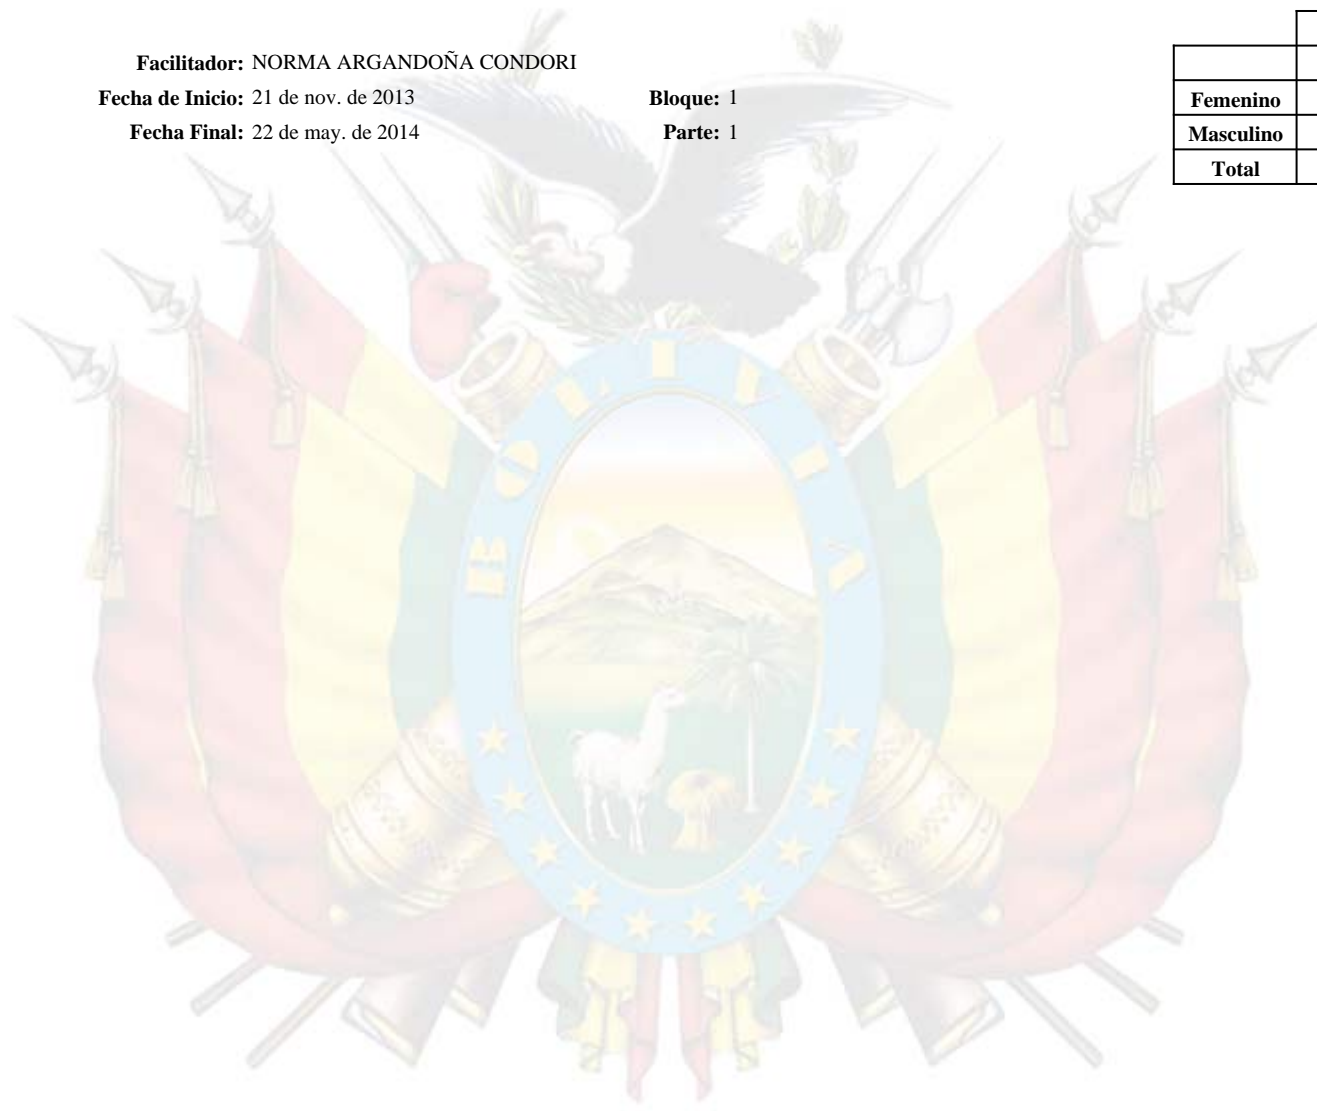 Facilitador: NORMA ARGANDOÑA CONDORI
Fecha de Inicio: 21 de nov. de 2013 Bloque: 1
Fecha Final: 22 de may. de 2014 Parte: 1
Femenino
Masculino
Total
BOLIVIA